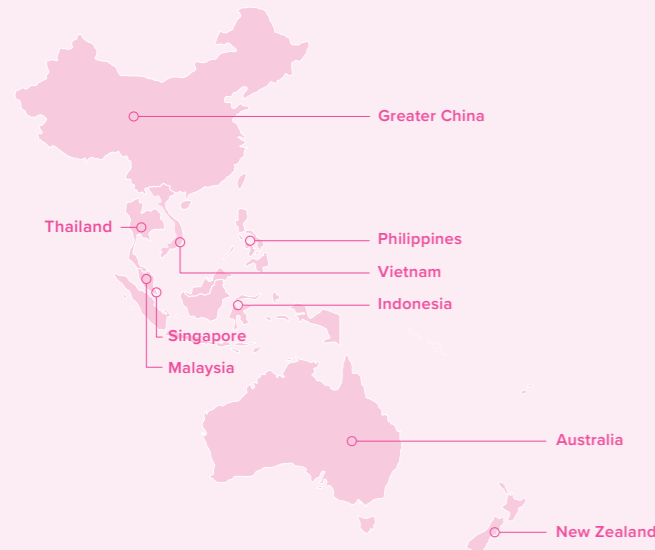 Greater China
Thailand
Philippines
Vietnam
Indonesia
Singapore
Malaysia
Australia
New Zealand